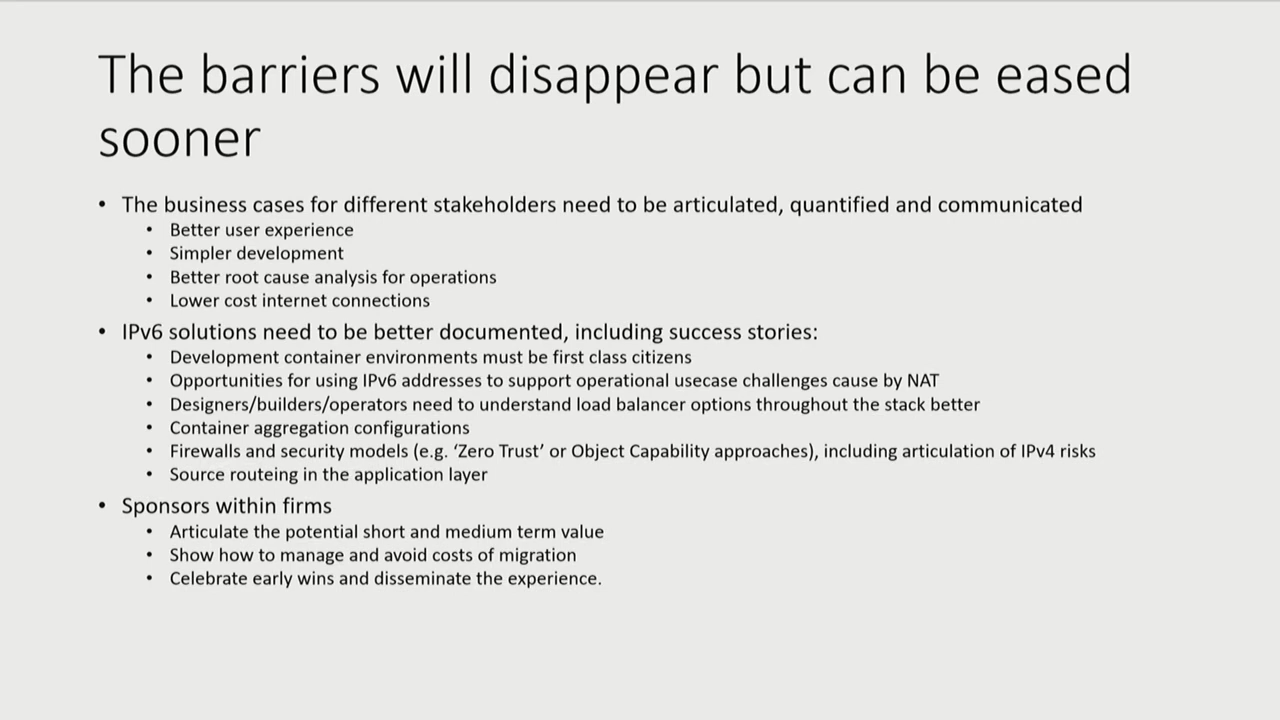 The barriers will disappear but can be eased
sooner
• The business cases for different stakeholders need to be articulated, quantified and communicated
• Better user experience
• Simpler development
• Better root cause analysis for operations
• Lower cost internet connections
• IPv6 solutions need to be better documented, including success stories:
• Development container environments must be first class citizens
• Opportunities for using IPv6 addresses to support operational usecase challenges cause by NAT
• Designers/builders/operators need to understand load balancer options throughout the stack better
• Container aggregation configurations
• Firewalls and security models (e.g. ‘Zero Trust’ or Object Capability approaches), including articulation of IPv4 risks
• Source routeing in the application layer
• Sponsors within firms
• Articulate the potential short and medium term value
• Show how to manage and avoid costs of migration
• Celebrate early wins and disseminate the experience.